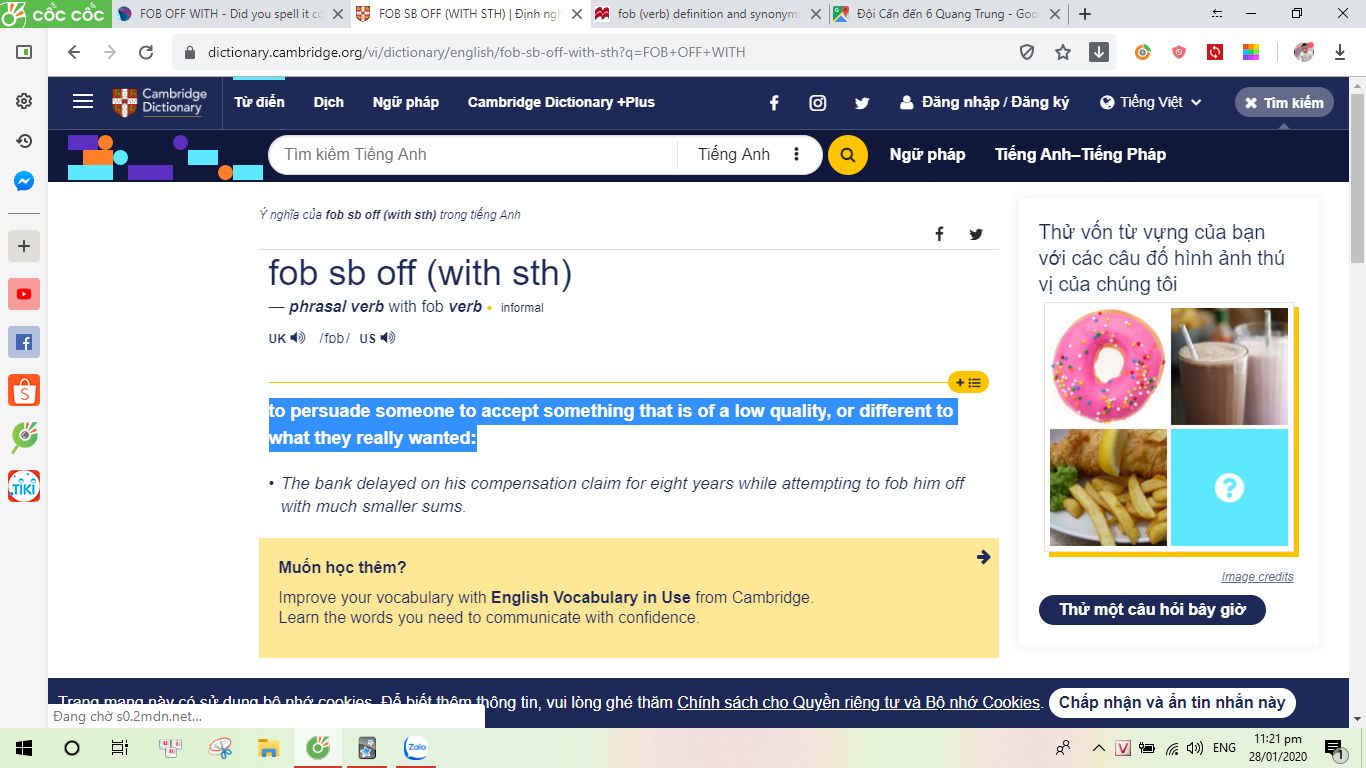 cốc cốc
FOB OFF WITH - Did you spell it co
FOB SB OFF (WITH STH) | Định ngh
fob (verb) definition and synonyms
Đội Cấn đến 6 Quang Trung - Goo
dictionary.cambridge.org/vi/dictionary/english/fob-sb-off-with-sth?q=FOB+OFF+WITH
Cambridge
Dictionary
Từ điển Dịch Ngữ pháp Cambridge Dictionary +Plus
Đăng nhập / Đăng ký Tiếng Việt Tìm kiếm
Tìm kiếm Tiếng Anh Tiếng Anh Ngữ pháp Tiếng Anh–Tiếng Pháp
Ý nghĩa của fob sb off (with sth) trong tiếng Anh
fob sb off (with sth)
— phrasal verb with fob verb • informal
UK /fɒb/ US
to persuade someone to accept something that is of a low quality, or different to
what they really wanted:
• The bank delayed on his compensation claim for eight years while attempting to fob him off
with much smaller sums.
Muốn học thêm?
Improve your vocabulary with English Vocabulary in Use from Cambridge.
Learn the words you need to communicate with confidence.
Thử vốn từ vựng của bạn
với các câu đố hình ảnh thú
vị của chúng tôi
?
Image credits
Thử một câu hỏi bây giờ
Trang mạng này có sử dụng bộ nhớ cookies. Để biết thêm thông tin, vui lòng ghé thăm Chính sách cho Quyền riêng tư và Bộ nhớ Cookies. Chấp nhận và ẩn tin nhắn này
Đang chờ s0.2mdn.net...
TIKI
Zalo
V
ENG
11:21 pm
28/01/2020
1